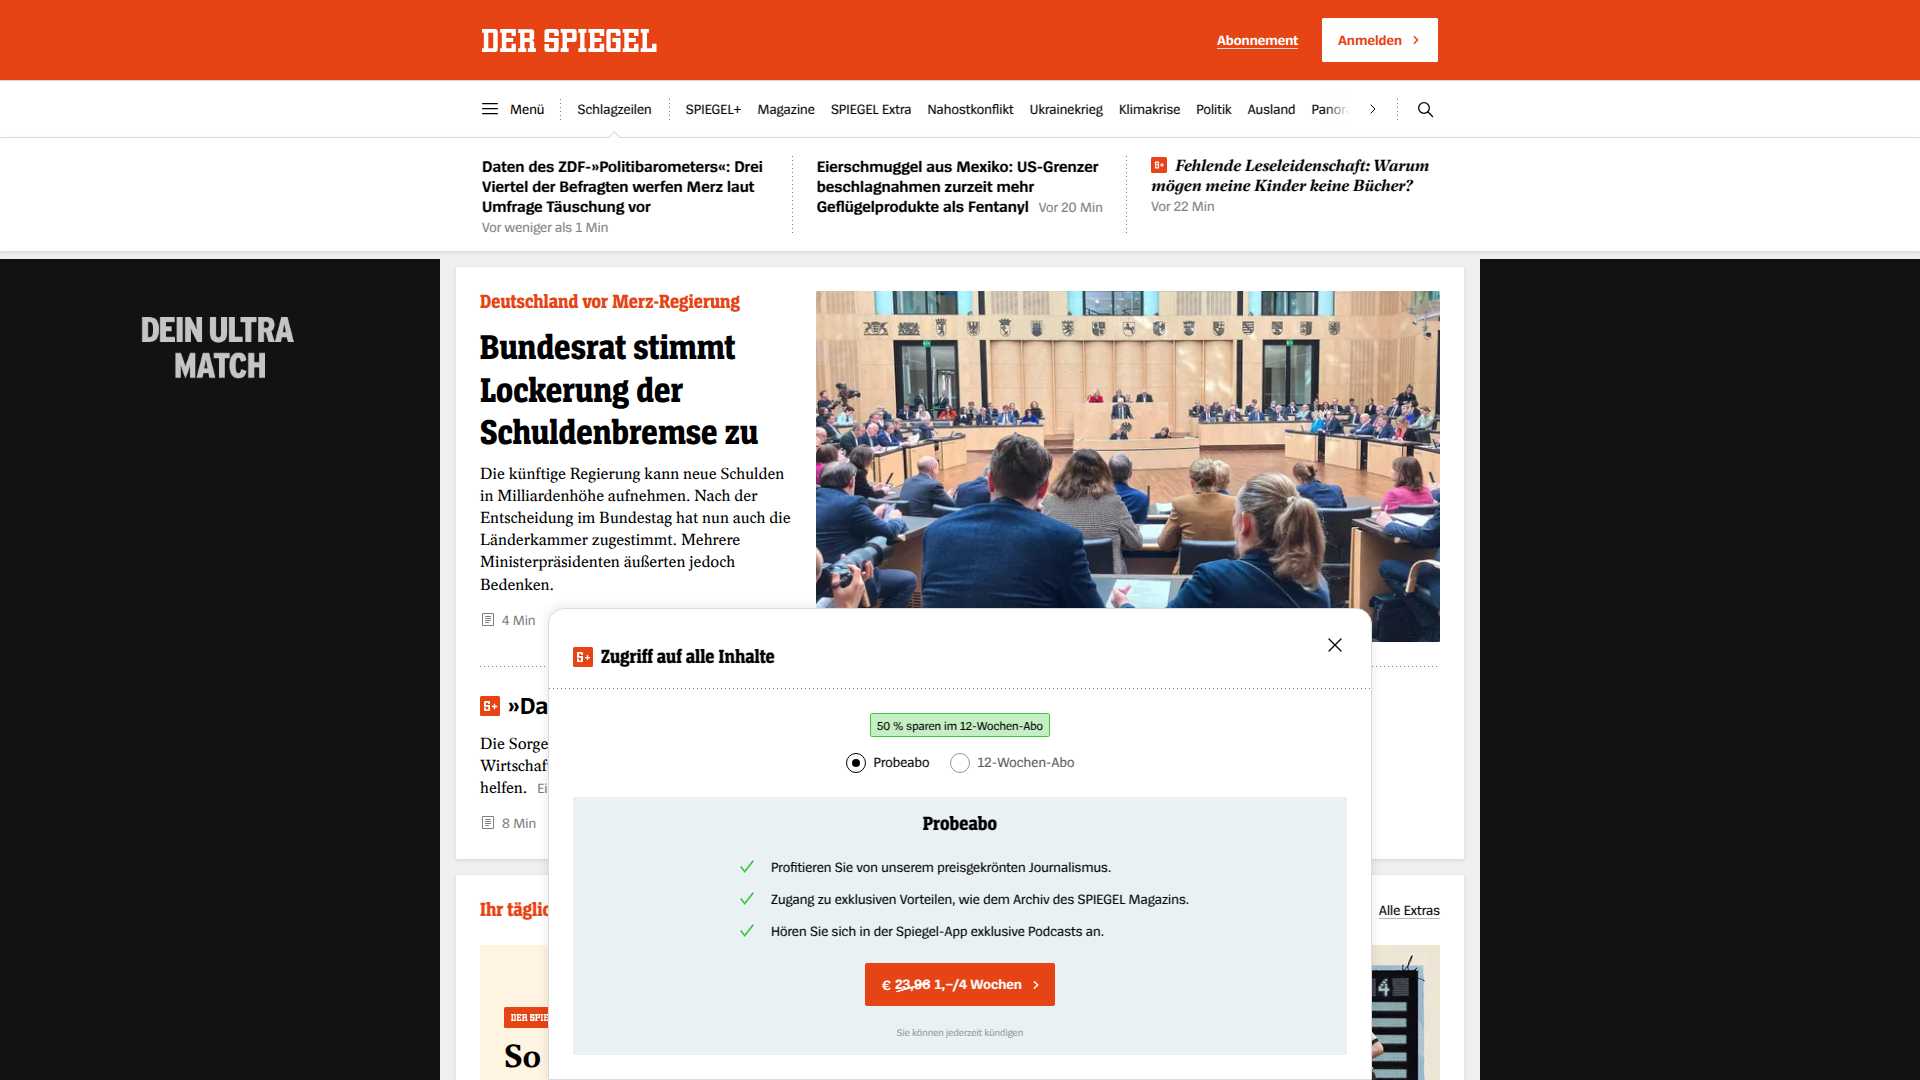 DER SPIEGEL
Abonnement
Anmelden
Menü
Schlagzeilen
SPIEGEL+
Magazine
SPIEGEL Extra
Nahostkonflikt
Ukrainekrieg
Klimakrise
Politik
Ausland
Panor
Daten des ZDF-»Politibarometers«: Drei
Viertel der Befragten werfen Merz laut
Umfrage Täuschung vor
Vor weniger als 1 Min
Eierschmuggel aus Mexiko: US-Grenzer
beschlagnahmen zurzeit mehr
Geflügelprodukte als Fentanyl Vor 20 Min
S+ Fehlende Leseleidenschaft: Warum
mögen meine Kinder keine Bücher?
Vor 22 Min
DEIN ULTRA
MATCH
Deutschland vor Merz-Regierung
Bundesrat stimmt
Lockerung der
Schuldenbremse zu
Die künftige Regierung kann neue Schulden
in Milliardenhöhe aufnehmen. Nach der
Entscheidung im Bundestag hat nun auch die
Länderkammer zugestimmt. Mehrere
Ministerpräsidenten äußerten jedoch
Bedenken.
4 Min
S+ »Da
Die Sorge
Wirtschaf
helfen. Ei
8 Min
S+ Zugriff auf alle Inhalte
50 % sparen im 12-Wochen-Abo
Probeabo
12-Wochen-Abo
Probeabo
Profitieren Sie von unserem preisgekrönten Journalismus.
Zugang zu exklusiven Vorteilen, wie dem Archiv des SPIEGEL Magazins.
Hören Sie sich in der Spiegel-App exklusive Podcasts an.
€ 23,96 1,–/4 Wochen
Sie können jederzeit kündigen
Ihr täglic
Alle Extras
DER SPIE
So
4